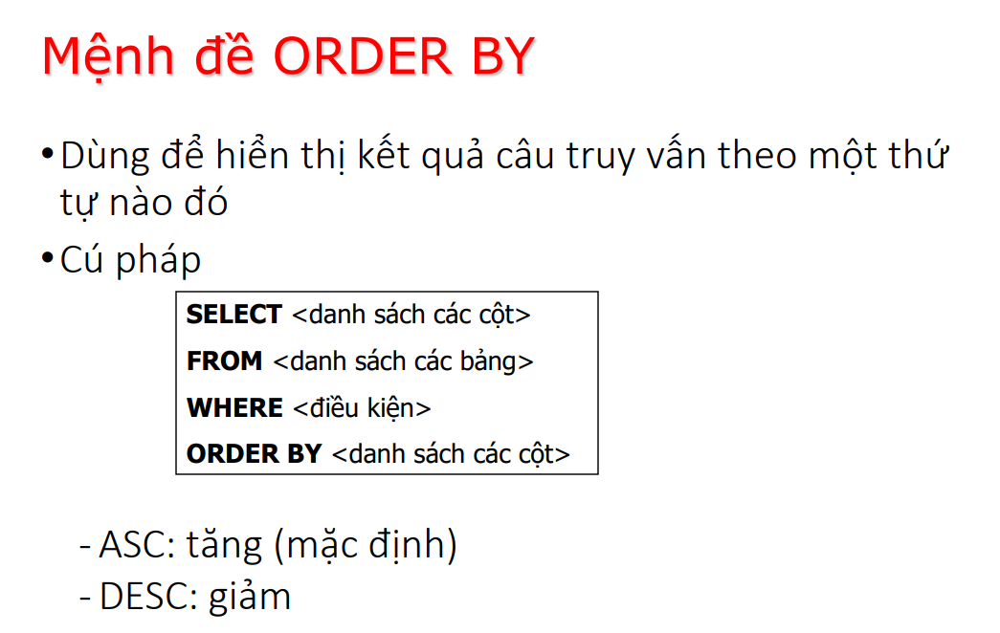 Mệnh đề ORDER BY
•Dùng để hiển thị kết quả câu truy vấn theo một thứ
tự nào đó
•Cú pháp
SELECT <danh sách các cột>
FROM <danh sách các bảng>
WHERE <điều kiện>
ORDER BY <danh sách các cột>
- ASC: tăng (mặc định)
- DESC: giảm